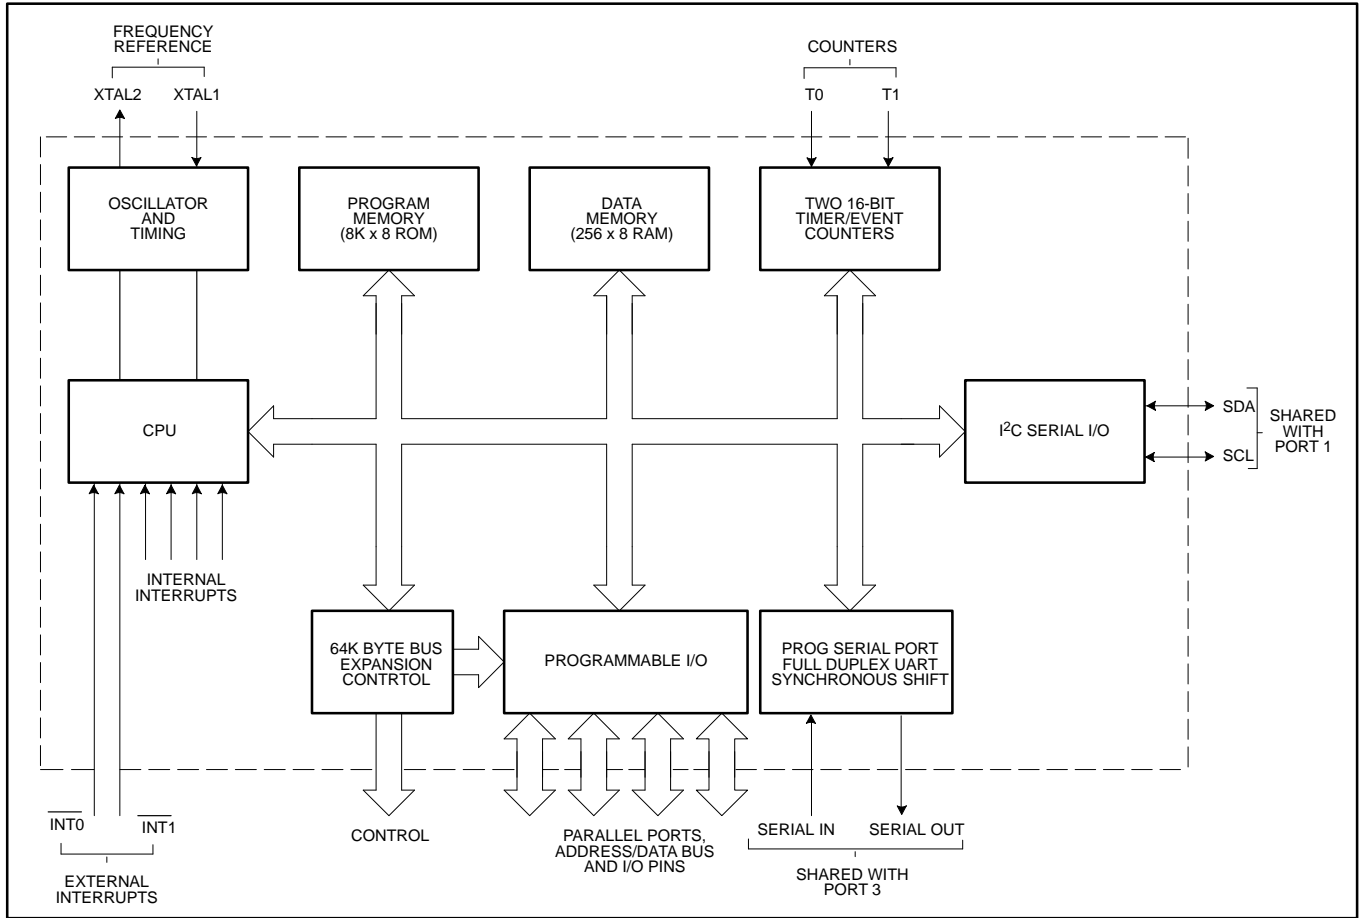 FREQUENCY
REFERENCE
COUNTERS
XTAL2
XTAL1
T0
T1
OSCILLATOR
AND
TIMING
PROGRAM
MEMORY
(8K x 8 ROM)
DATA
MEMORY
(256 x 8 RAM)
TWO 16-BIT
TIMER/EVENT
COUNTERS
CPU
I²C SERIAL I/O
SDA
SCL
SHARED
WITH
PORT 1
INTERNAL
INTERRUPTS
64K BYTE BUS
EXPANSION
CONTRTOL
PROGRAMMABLE I/O
PROG SERIAL PORT
FULL DUPLEX UART
SYNCHRONOUS SHIFT
INT0
INT1
EXTERNAL
INTERRUPTS
CONTROL
PARALLEL PORTS,
ADDRESS/DATA BUS
AND I/O PINS
SERIAL IN
SERIAL OUT
SHARED WITH
PORT 3